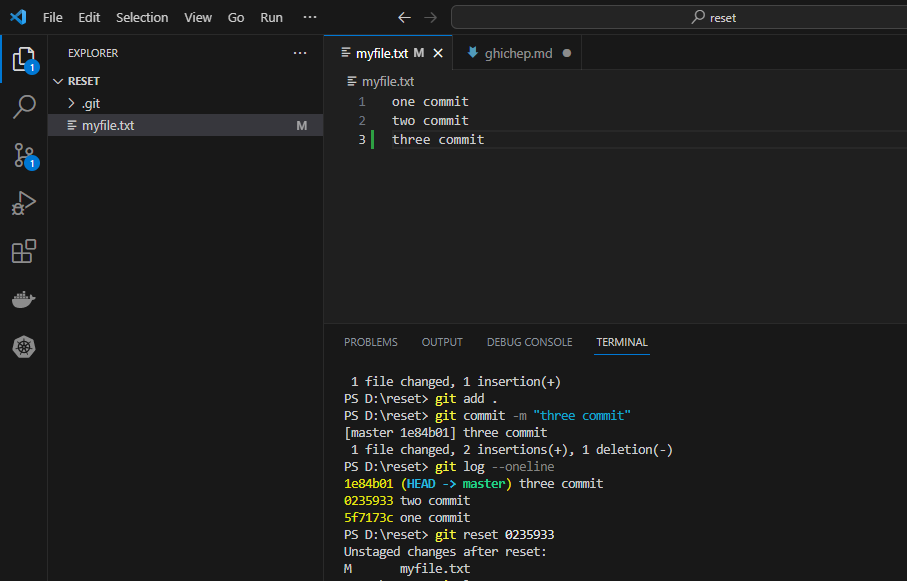 File Edit Selection View Go Run ...
reset
EXPLORER ...
RESET
.git
myfile.txt M
1
1
myfile.txt M
ghichep.md
myfile.txt
1 one commit
2 two commit
3 three commit
PROBLEMS OUTPUT DEBUG CONSOLE TERMINAL
1 file changed, 1 insertion(+)
PS D:\reset> git add .
PS D:\reset> git commit -m "three commit"
[master 1e84b01] three commit
1 file changed, 2 insertions(+), 1 deletion(-)
PS D:\reset> git log --oneline
1e84b01 (HEAD -> master) three commit
0235933 two commit
5f7173c one commit
PS D:\reset> git reset 0235933
Unstaged changes after reset:
M myfile.txt